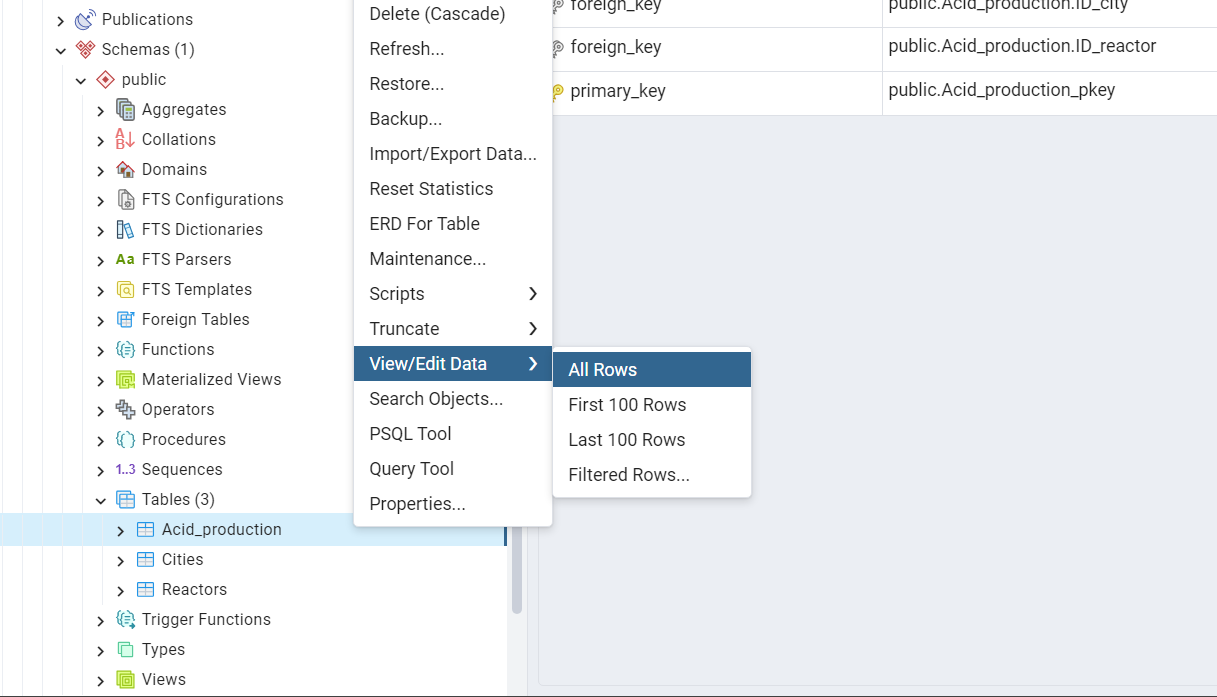 Publications
Schemas (1)
public
Aggregates
Collations
Domains
FTS Configurations
FTS Dictionaries
Aa FTS Parsers
FTS Templates
Foreign Tables
Functions
Materialized Views
Operators
Procedures
1..3 Sequences
Tables (3)
Acid_production
Cities
Reactors
Trigger Functions
Types
Views
Delete (Cascade)
Refresh...
Restore...
Backup...
Import/Export Data...
Reset Statistics
ERD For Table
Maintenance...
Scripts
Truncate
View/Edit Data
Search Objects...
PSQL Tool
Query Tool
Properties...
All Rows
First 100 Rows
Last 100 Rows
Filtered Rows...
foreign_key public.Acid_production.ID_city
foreign_key public.Acid_production.ID_reactor
primary_key public.Acid_production_pkey